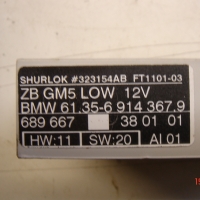 SHURLOK #323154AB FT1101-03
ZB GM5 LOW 12V
BMW 61.35-6 914 367.9
689 667 38 01 01
HW:11 SW:20 AI 01